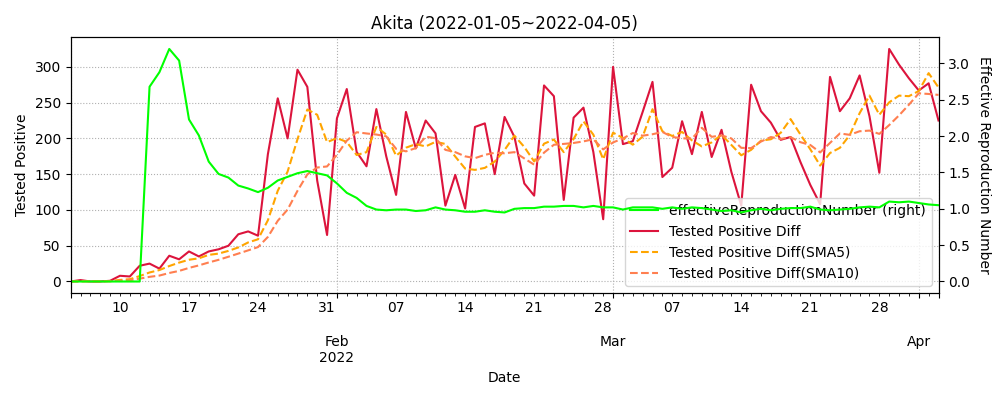 Akita (2022-01-05~2022-04-05)
Tested Positive
300
250
200
150
100
50
0
3.0
2.5
2.0
1.5
1.0
0.5
0.0
Effective Reproduction Number
effectiveReproductionNumber (right)
Tested Positive Diff
Tested Positive Diff(SMA5)
Tested Positive Diff(SMA10)
10 17 24 31 07 14 21 28 07 14 21 28
Feb Mar Apr
2022
Date